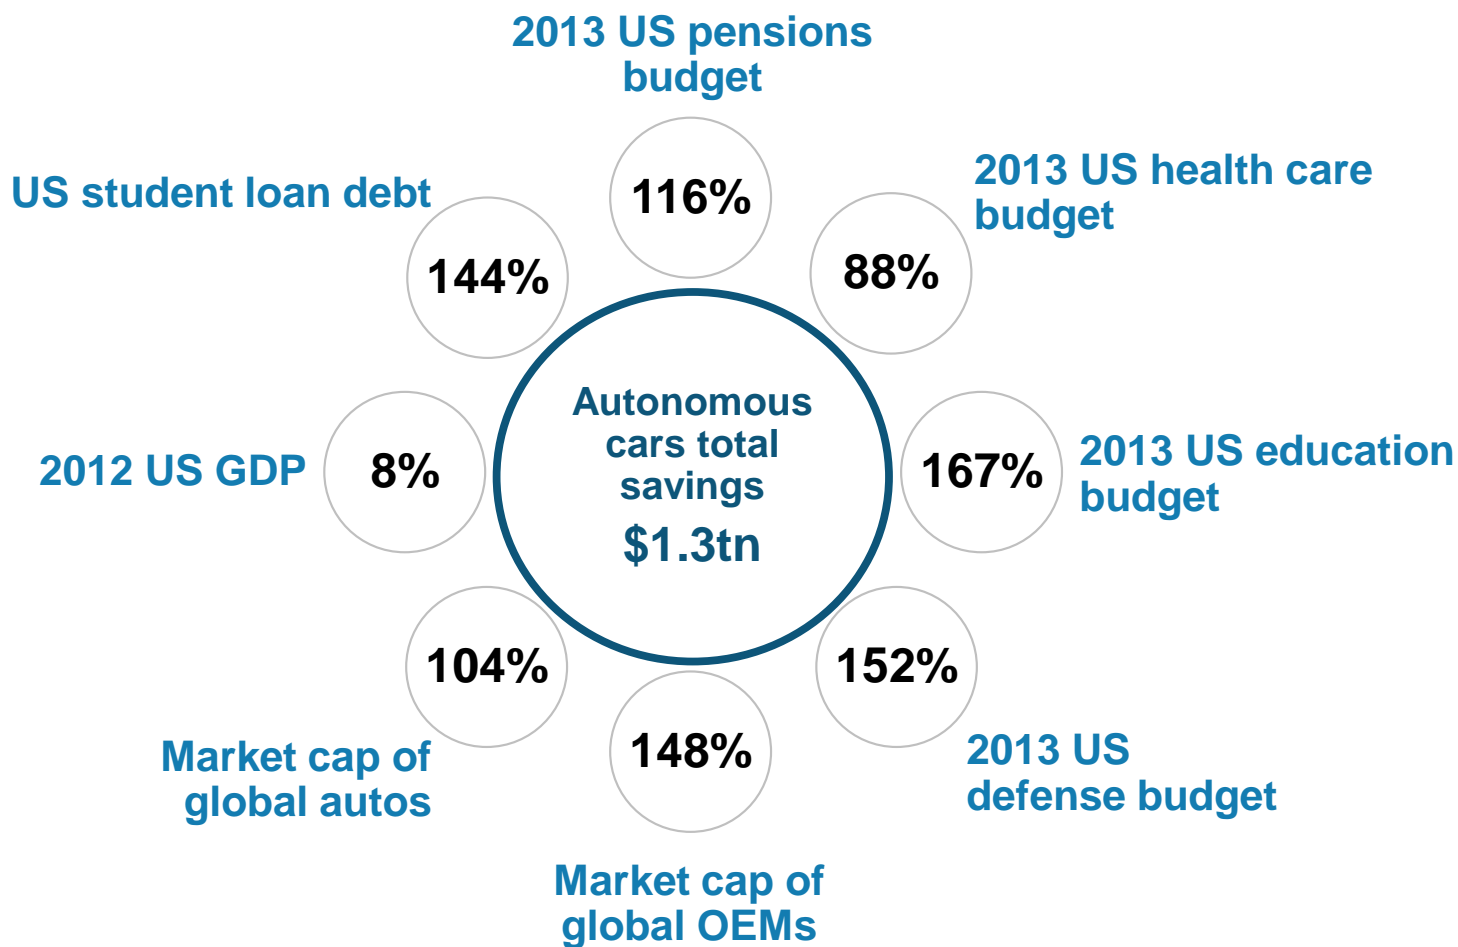 2013 US pensions
budget
116%
2013 US health care
budget
88%
2013 US education
budget
167%
2013 US
defense budget
152%
Market cap of
global OEMs
148%
Market cap of
global autos
104%
2012 US GDP
8%
US student loan debt
144%
Autonomous
cars total
savings
$1.3tn